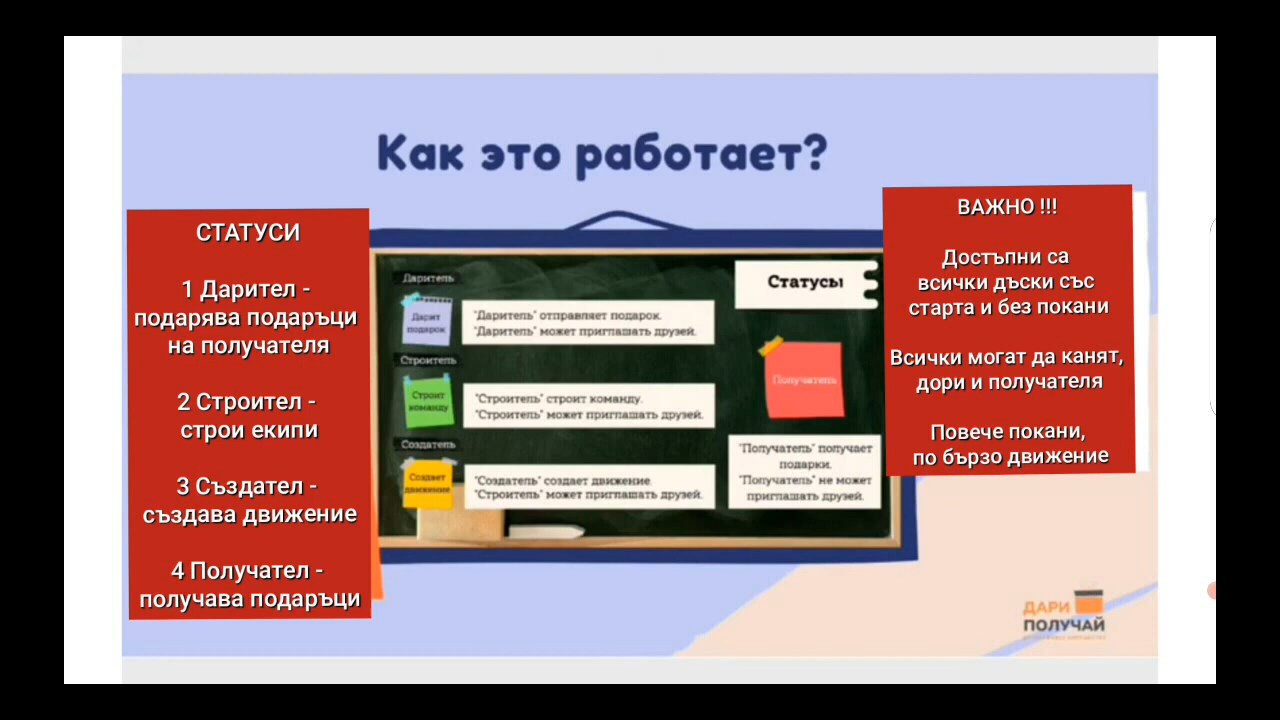 Как это работает?
СТАТУСИ
1 Дарител -
подарява подаръци
на получателя
2 Строител -
строи екипи
3 Създател -
създава движение
4 Получател -
получава подаръци
Даритель
Дарит
подарок
"Даритель" отправляет подарок.
"Даритель" может приглашать друзей.
Строитель
Строит
команду
"Строитель" строит команду.
"Строитель" может приглашать друзей.
Создатель
Создает
движение
"Создатель" создает движение.
"Строитель" может приглашать друзей.
Статусы
Получатель
"Получатель" получает
подарки.
"Получатель" не может
приглашать друзей.
ВАЖНО !!!
Достъпни са
всички дъски със
старта и без покани
Всички могат да канят,
дори и получателя
Повече покани,
по бързо движение
ДАРИ
ПОЛУЧАЙ